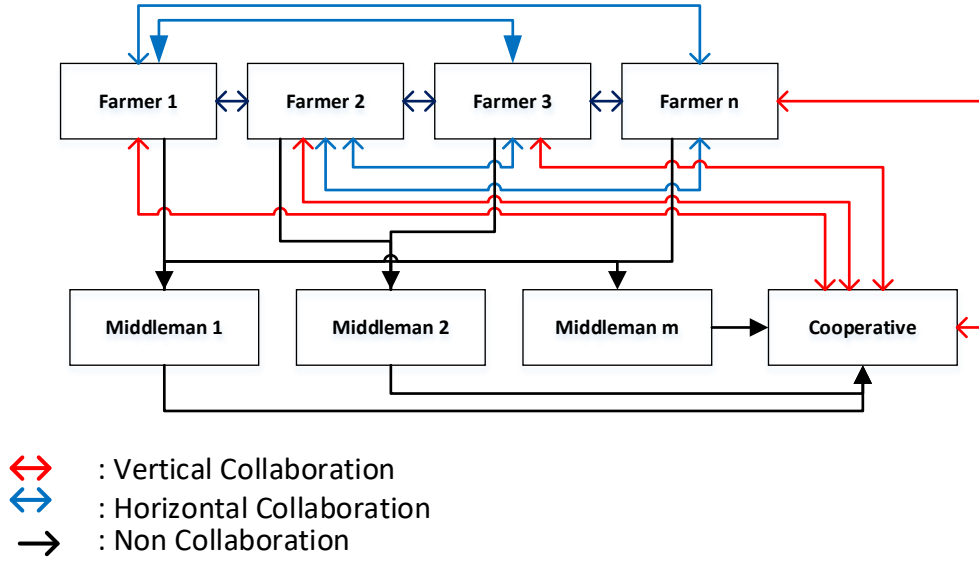 Farmer 1
Farmer 2
Farmer 3
Farmer n
Middleman 1
Middleman 2
Middleman m
Cooperative
: Vertical Collaboration
: Horizontal Collaboration
: Non Collaboration